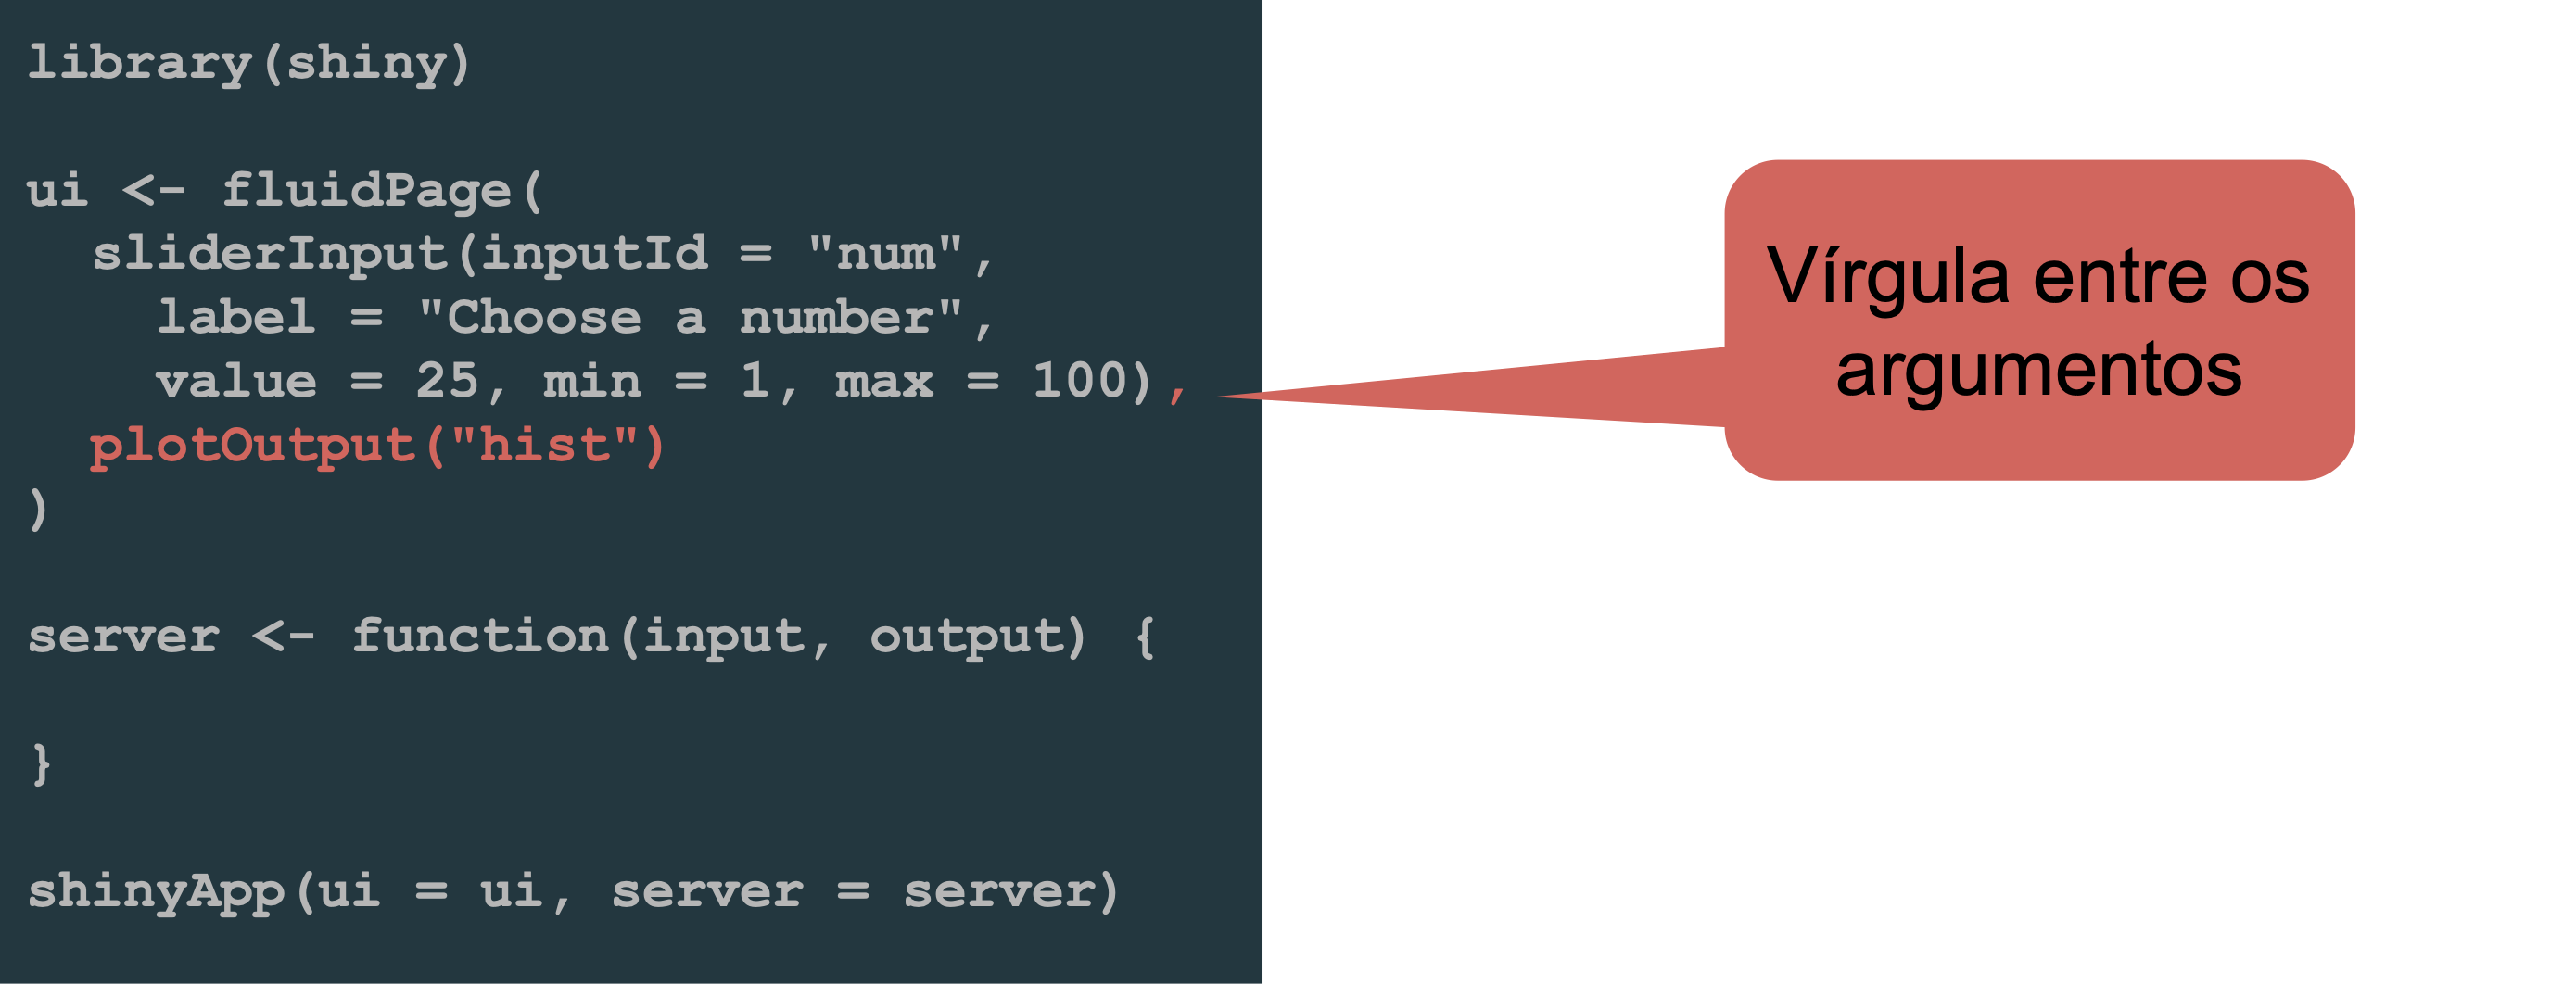 library(shiny)
ui <- fluidPage(
  sliderInput(inputId = "num",
    label = "Choose a number",
    value = 25, min = 1, max = 100),
  plotOutput("hist")
)
server <- function(input, output) {
}
shinyApp(ui = ui, server = server)
Vírgula entre os
argumentos